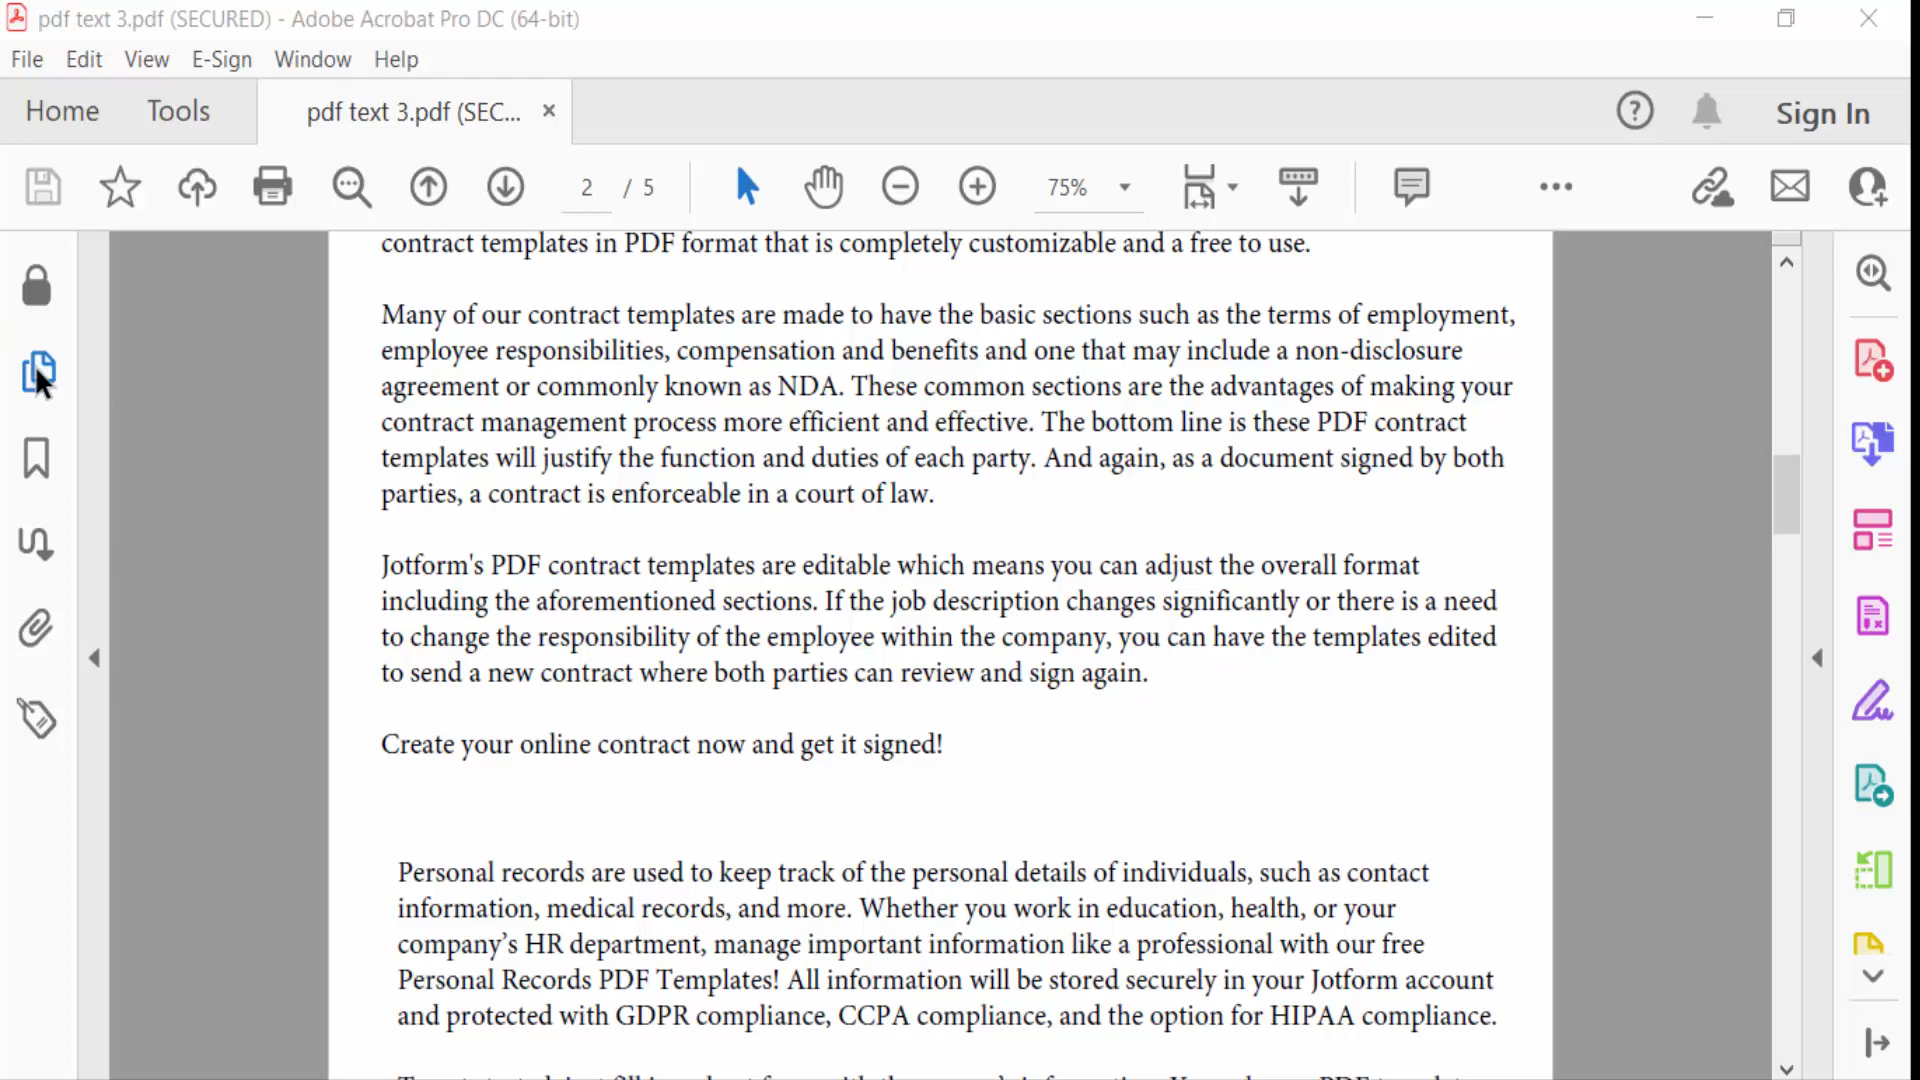 pdf text 3.pdf (SECURED) - Adobe Acrobat Pro DC (64-bit)
File Edit View E-Sign Window Help
Home Tools pdf text 3.pdf (SEC... × Sign In
2 / 5 75%
contract templates in PDF format that is completely customizable and a free to use.
Many of our contract templates are made to have the basic sections such as the terms of employment,
employee responsibilities, compensation and benefits and one that may include a non-disclosure
agreement or commonly known as NDA. These common sections are the advantages of making your
contract management process more efficient and effective. The bottom line is these PDF contract
templates will justify the function and duties of each party. And again, as a document signed by both
parties, a contract is enforceable in a court of law.
Jotform's PDF contract templates are editable which means you can adjust the overall format
including the aforementioned sections. If the job description changes significantly or there is a need
to change the responsibility of the employee within the company, you can have the templates edited
to send a new contract where both parties can review and sign again.
Create your online contract now and get it signed!
Personal records are used to keep track of the personal details of individuals, such as contact
information, medical records, and more. Whether you work in education, health, or your
company’s HR department, manage important information like a professional with our free
Personal Records PDF Templates! All information will be stored securely in your Jotform account
and protected with GDPR compliance, CCPA compliance, and the option for HIPAA compliance.